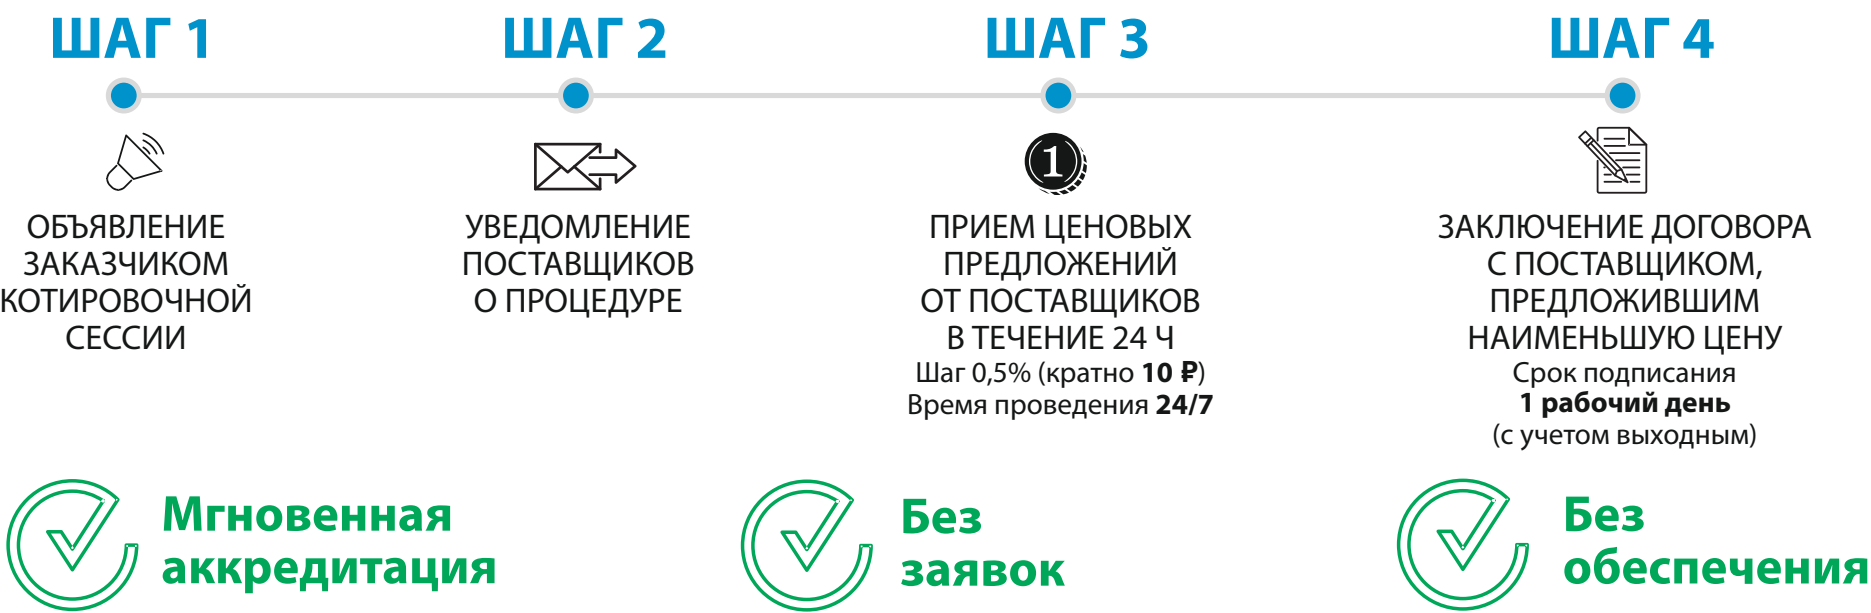 ШАГ 1
ОБЪЯВЛЕНИЕ
ЗАКАЗЧИКОМ
КОТИРОВОЧНОЙ
СЕССИИ
ШАГ 2
УВЕДОМЛЕНИЕ
ПОСТАВЩИКОВ
О ПРОЦЕДУРЕ
ШАГ 3
1
ПРИЕМ ЦЕНОВЫХ
ПРЕДЛОЖЕНИЙ
ОТ ПОСТАВЩИКОВ
В ТЕЧЕНИЕ 24 Ч
Шаг 0,5% (кратно 10 ₽)
Время проведения 24/7
ШАГ 4
ЗАКЛЮЧЕНИЕ ДОГОВОРА
С ПОСТАВЩИКОМ,
ПРЕДЛОЖИВШИМ
НАИМЕНЬШУЮ ЦЕНУ
Срок подписания
1 рабочий день
(с учетом выходным)
Мгновенная
аккредитация
Без
заявок
Без
обеспечения